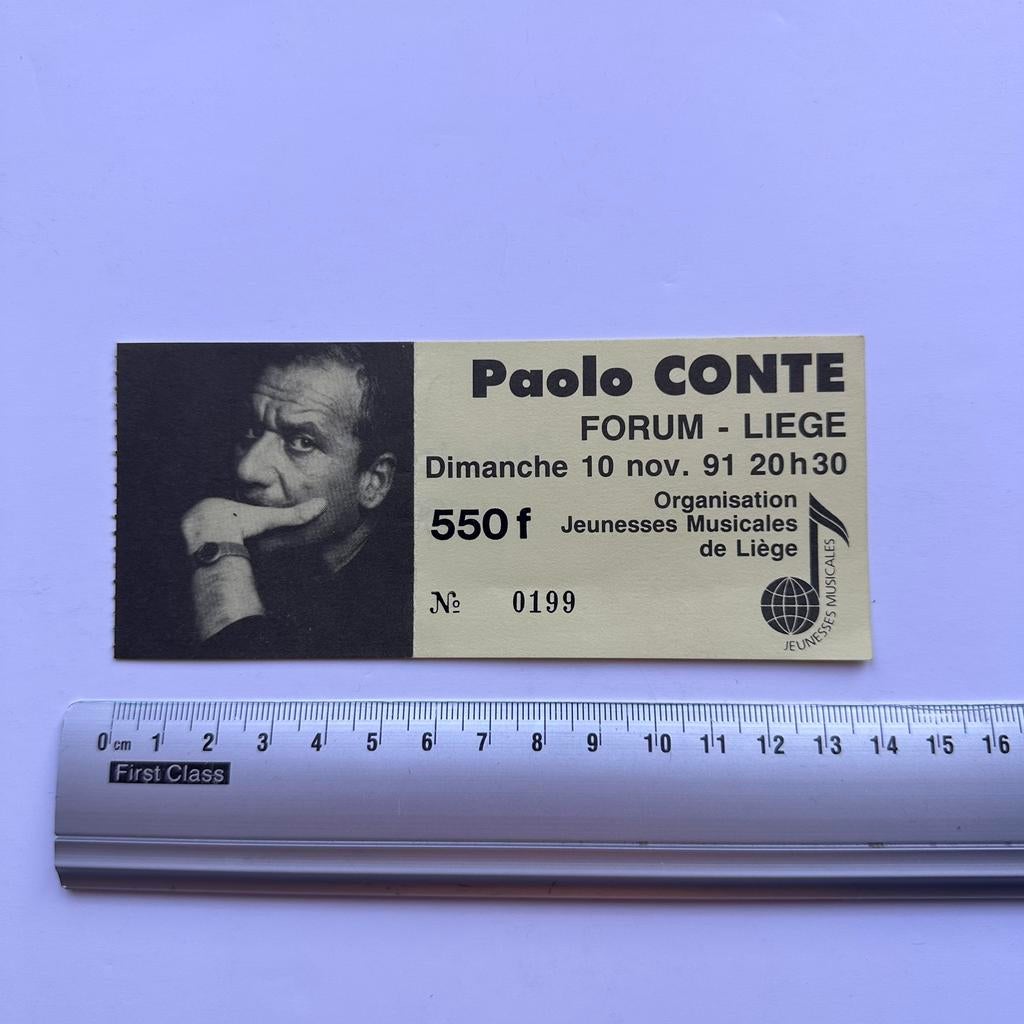 Paolo CONTE
FORUM - LIEGE
Dimanche 10 nov. 91 20h30
550 f
Organisation
Jeunesses Musicales
de Liège
№ 0199
JEUNESSES MUSICALES
0 cm 1 2 3 4 5 6 7 8 9 10 11 12 13 14 15 16
First Class